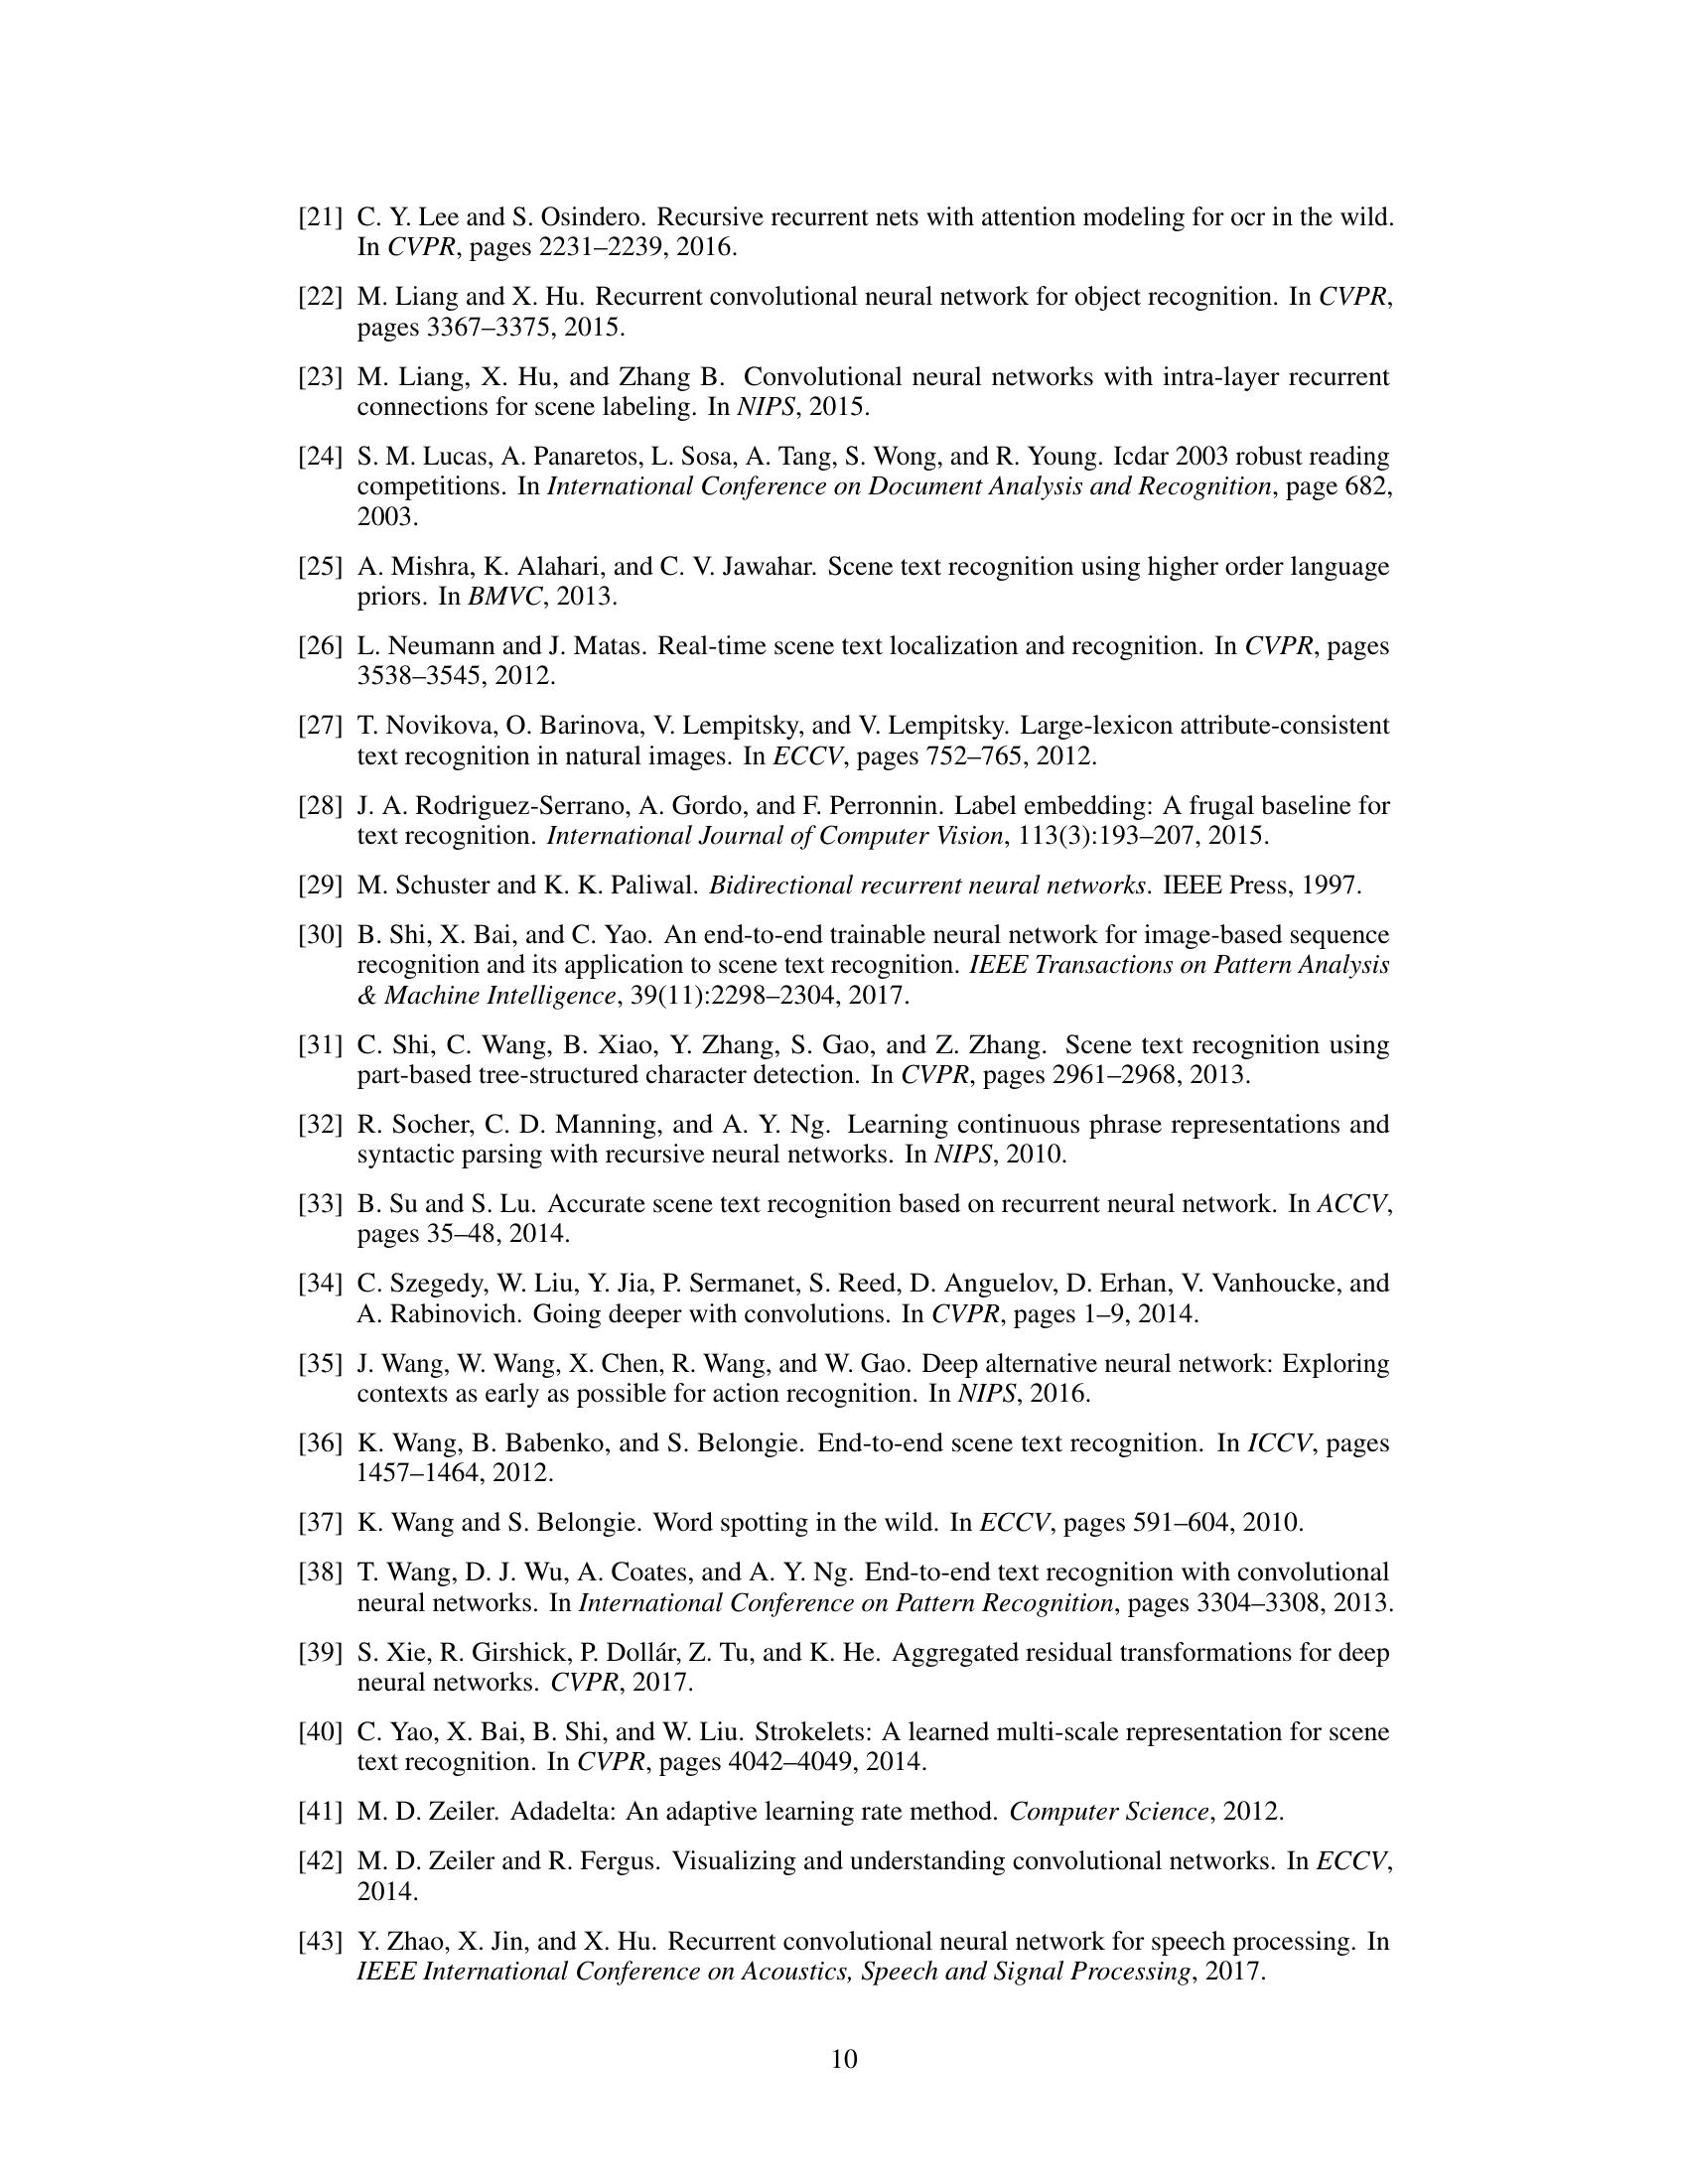 [21] C. Y. Lee and S. Osindero. Recursive recurrent nets with attention modeling for ocr in the wild.
In CVPR, pages 2231–2239, 2016.
[22] M. Liang and X. Hu. Recurrent convolutional neural network for object recognition. In CVPR,
pages 3367–3375, 2015.
[23] M. Liang, X. Hu, and Zhang B. Convolutional neural networks with intra-layer recurrent
connections for scene labeling. In NIPS, 2015.
[24] S. M. Lucas, A. Panaretos, L. Sosa, A. Tang, S. Wong, and R. Young. Icdar 2003 robust reading
competitions. In International Conference on Document Analysis and Recognition, page 682,
2003.
[25] A. Mishra, K. Alahari, and C. V. Jawahar. Scene text recognition using higher order language
priors. In BMVC, 2013.
[26] L. Neumann and J. Matas. Real-time scene text localization and recognition. In CVPR, pages
3538–3545, 2012.
[27] T. Novikova, O. Barinova, V. Lempitsky, and V. Lempitsky. Large-lexicon attribute-consistent
text recognition in natural images. In ECCV, pages 752–765, 2012.
[28] J. A. Rodriguez-Serrano, A. Gordo, and F. Perronnin. Label embedding: A frugal baseline for
text recognition. International Journal of Computer Vision, 113(3):193–207, 2015.
[29] M. Schuster and K. K. Paliwal. Bidirectional recurrent neural networks. IEEE Press, 1997.
[30] B. Shi, X. Bai, and C. Yao. An end-to-end trainable neural network for image-based sequence
recognition and its application to scene text recognition. IEEE Transactions on Pattern Analysis
& Machine Intelligence, 39(11):2298–2304, 2017.
[31] C. Shi, C. Wang, B. Xiao, Y. Zhang, S. Gao, and Z. Zhang. Scene text recognition using
part-based tree-structured character detection. In CVPR, pages 2961–2968, 2013.
[32] R. Socher, C. D. Manning, and A. Y. Ng. Learning continuous phrase representations and
syntactic parsing with recursive neural networks. In NIPS, 2010.
[33] B. Su and S. Lu. Accurate scene text recognition based on recurrent neural network. In ACCV,
pages 35–48, 2014.
[34] C. Szegedy, W. Liu, Y. Jia, P. Sermanet, S. Reed, D. Anguelov, D. Erhan, V. Vanhoucke, and
A. Rabinovich. Going deeper with convolutions. In CVPR, pages 1–9, 2014.
[35] J. Wang, W. Wang, X. Chen, R. Wang, and W. Gao. Deep alternative neural network: Exploring
contexts as early as possible for action recognition. In NIPS, 2016.
[36] K. Wang, B. Babenko, and S. Belongie. End-to-end scene text recognition. In ICCV, pages
1457–1464, 2012.
[37] K. Wang and S. Belongie. Word spotting in the wild. In ECCV, pages 591–604, 2010.
[38] T. Wang, D. J. Wu, A. Coates, and A. Y. Ng. End-to-end text recognition with convolutional
neural networks. In International Conference on Pattern Recognition, pages 3304–3308, 2013.
[39] S. Xie, R. Girshick, P. Dollár, Z. Tu, and K. He. Aggregated residual transformations for deep
neural networks. CVPR, 2017.
[40] C. Yao, X. Bai, B. Shi, and W. Liu. Strokelets: A learned multi-scale representation for scene
text recognition. In CVPR, pages 4042–4049, 2014.
[41] M. D. Zeiler. Adadelta: An adaptive learning rate method. Computer Science, 2012.
[42] M. D. Zeiler and R. Fergus. Visualizing and understanding convolutional networks. In ECCV,
2014.
[43] Y. Zhao, X. Jin, and X. Hu. Recurrent convolutional neural network for speech processing. In
IEEE International Conference on Acoustics, Speech and Signal Processing, 2017.
10